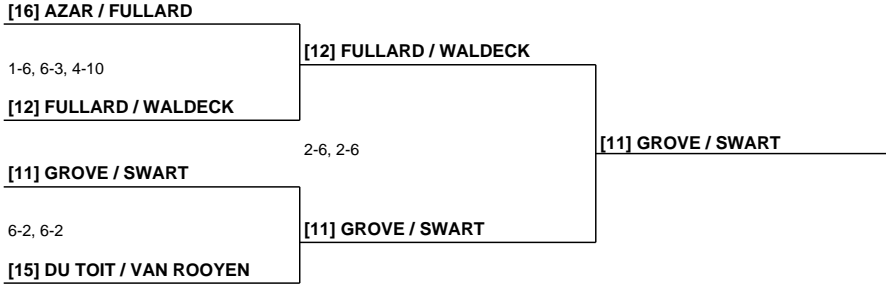 [16] AZAR / FULLARD
[12] FULLARD / WALDECK
1-6, 6-3, 4-10
[12] FULLARD / WALDECK
[11] GROVE / SWART
2-6, 2-6
[11] GROVE / SWART
6-2, 6-2
[11] GROVE / SWART
[15] DU TOIT / VAN ROOYEN